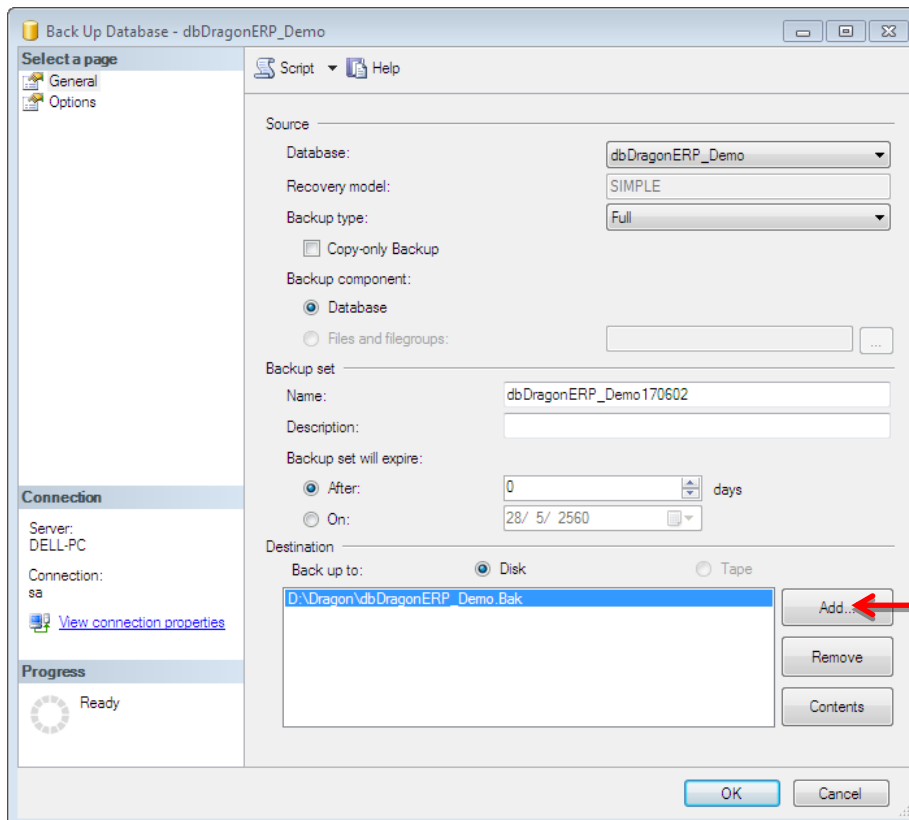 Back Up Database - dbDragonERP_Demo
Select a page
General
Options
Script Help
Source
Database: dbDragonERP_Demo
Recovery model: SIMPLE
Backup type: Full
Copy-only Backup
Backup component:
Database
Files and filegroups: ...
Backup set
Name: dbDragonERP_Demo170602
Description:
Backup set will expire:
After: 0 days
On: 28/ 5/ 2560
Destination
Back up to: Disk Tape
D:\Dragon\dbDragonERP_Demo.Bak
Add...
Remove
Contents
Connection
Server:
DELL-PC
Connection:
sa
View connection properties
Progress
Ready
OK Cancel